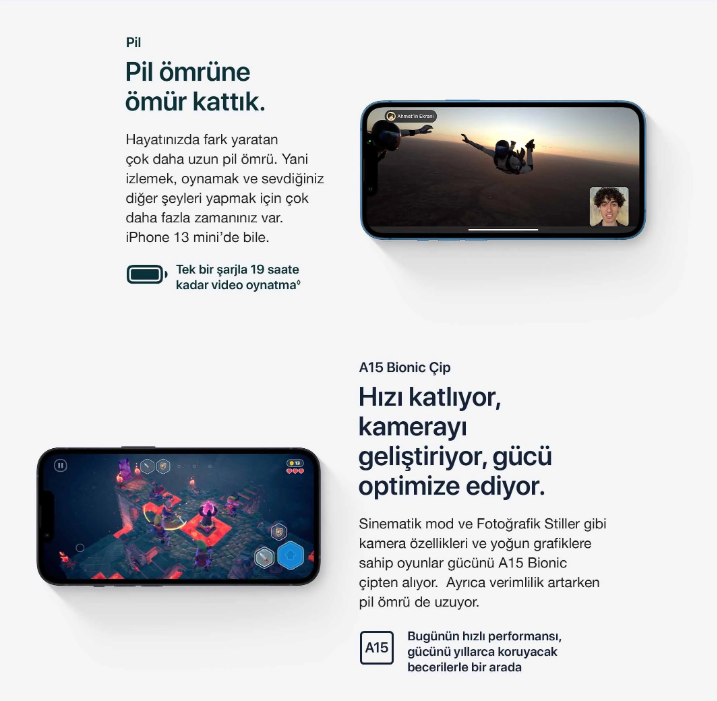 Pil
Pil ömrüne
ömür kattık.
Hayatınızda fark yaratan
çok daha uzun pil ömrü. Yani
izlemek, oynamak ve sevdiğiniz
diğer şeyleri yapmak için çok
daha fazla zamanınız var.
iPhone 13 mini'de bile.
Tek bir şarjla 19 saate
kadar video oynatma◊
Ahmet'in Ekranı
A15 Bionic Çip
Hızı katlıyor,
kamerayı
geliştiriyor, gücü
optimize ediyor.
Sinematik mod ve Fotoğrafik Stiller gibi
kamera özellikleri ve yoğun grafiklere
sahip oyunlar gücünü A15 Bionic
çipten alıyor.  Ayrıca verimlilik artarken
pil ömrü de uzuyor.
A15
Bugünün hızlı performansı,
gücünü yıllarca koruyacak
becerilerle bir arada